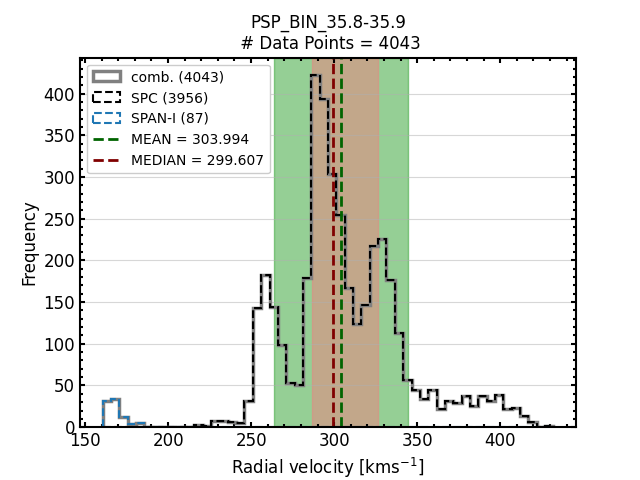 PSP_BIN_35.8-35.9
# Data Points = 4043
comb. (4043)
SPC (3956)
SPAN-I (87)
MEAN = 303.994
MEDIAN = 299.607
Frequency
400
350
300
250
200
150
100
50
0
150 200 250 300 350 400
Radial velocity [kms⁻¹]